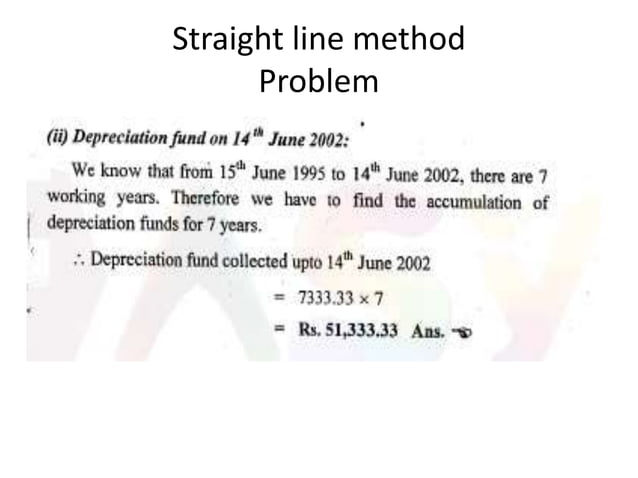 Straight line method
Problem
(ii) Depreciation fund on 14th June 2002:
We know that from 15th June 1995 to 14th June 2002, there are 7
working years. Therefore we have to find the accumulation of
depreciation funds for 7 years.
∴ Depreciation fund collected upto 14th June 2002
= 7333.33 × 7
= Rs. 51,333.33 Ans.